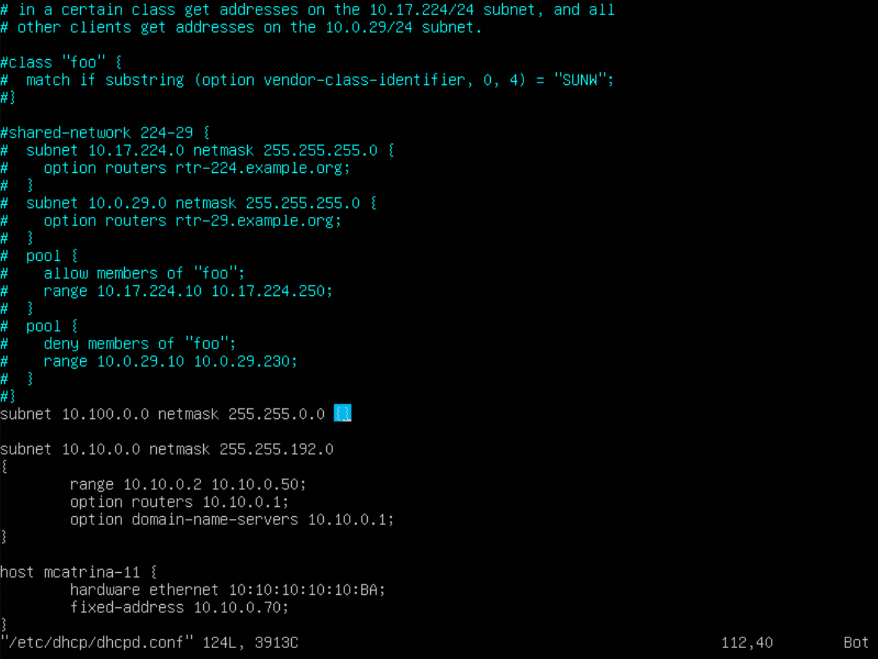 # in a certain class get addresses on the 10.17.224/24 subnet, and all
# other clients get addresses on the 10.0.29/24 subnet.

#class "foo" {
#  match if substring (option vendor-class-identifier, 0, 4) = "SUNW";
#}

#shared-network 224-29 {
#  subnet 10.17.224.0 netmask 255.255.255.0 {
#    option routers rtr-224.example.org;
#  }
#  subnet 10.0.29.0 netmask 255.255.255.0 {
#    option routers rtr-29.example.org;
#  }
#  pool {
#    allow members of "foo";
#    range 10.17.224.10 10.17.224.250;
#  }
#  pool {
#    deny members of "foo";
#    range 10.0.29.10 10.0.29.230;
#  }
#}
subnet 10.100.0.0 netmask 255.255.0.0 {}

subnet 10.10.0.0 netmask 255.255.192.0
{
        range 10.10.0.2 10.10.0.50;
        option routers 10.10.0.1;
        option domain-name-servers 10.10.0.1;
}

host mcatrina-11 {
        hardware ethernet 10:10:10:10:10:BA;
        fixed-address 10.10.0.70;
}
"/etc/dhcp/dhcpd.conf" 124L, 3913C 112,40 Bot